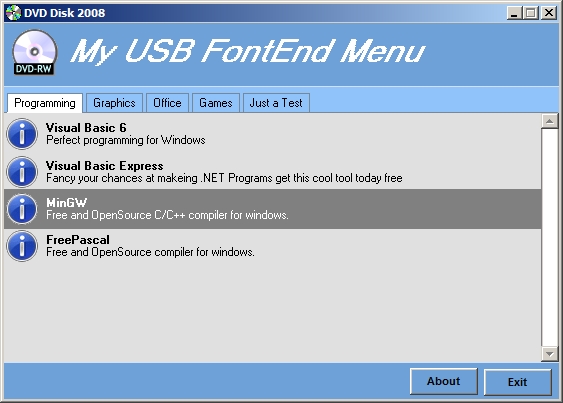 DVD Disk 2008
My USB FontEnd Menu
DVD-RW
Programming Graphics Office Games Just a Test
Visual Basic 6
Perfect programming for Windows
Visual Basic Express
Fancy your chances at makeing .NET Programs get this cool tool today free
MinGW
Free and OpenSource C/C++ compiler for windows.
FreePascal
Free and OpenSource compiler for windows.
About Exit